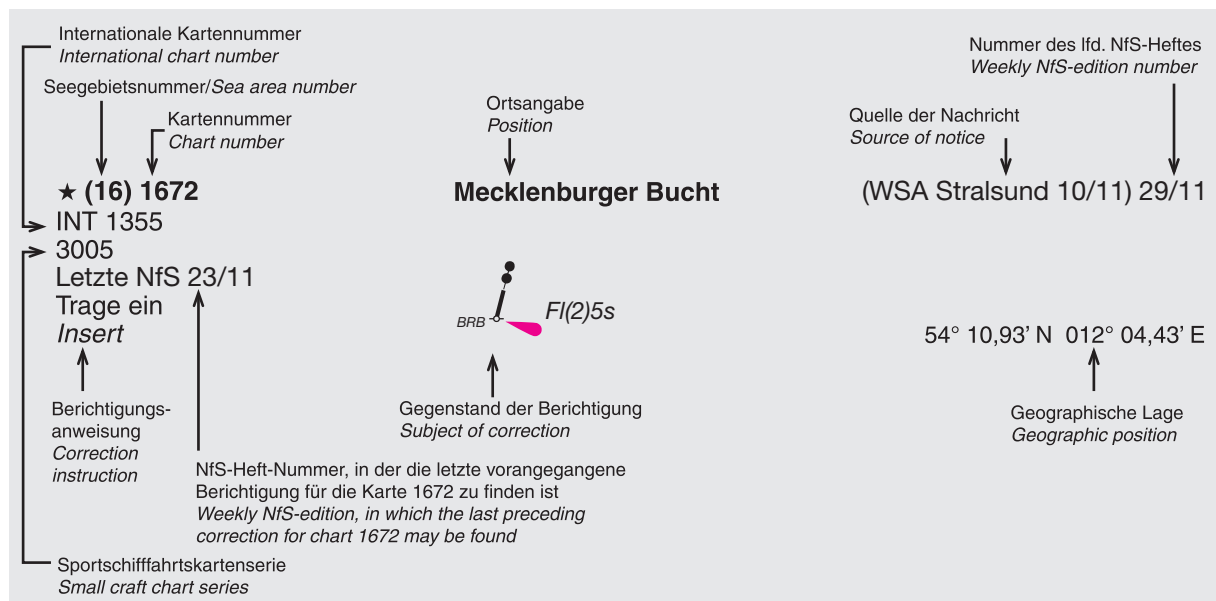 Internationale Kartennummer
International chart number
Nummer des lfd. NfS-Heftes
Weekly NfS-edition number
Seegebietsnummer/Sea area number
Kartennummer
Chart number
Ortsangabe
Position
Quelle der Nachricht
Source of notice
★ (16) 1672
Mecklenburger Bucht
(WSA Stralsund 10/11) 29/11
INT 1355
3005
Letzte NfS 23/11
Trage ein
Insert
BRB
Fl(2)5s
54° 10,93’ N 012° 04,43’ E
Berichtigungs-
anweisung
Correction
instruction
Gegenstand der Berichtigung
Subject of correction
Geographische Lage
Geographic position
NfS-Heft-Nummer, in der die letzte vorangegangene
Berichtigung für die Karte 1672 zu finden ist
Weekly NfS-edition, in which the last preceding
correction for chart 1672 may be found
Sportschifffahrtskartenserie
Small craft chart series